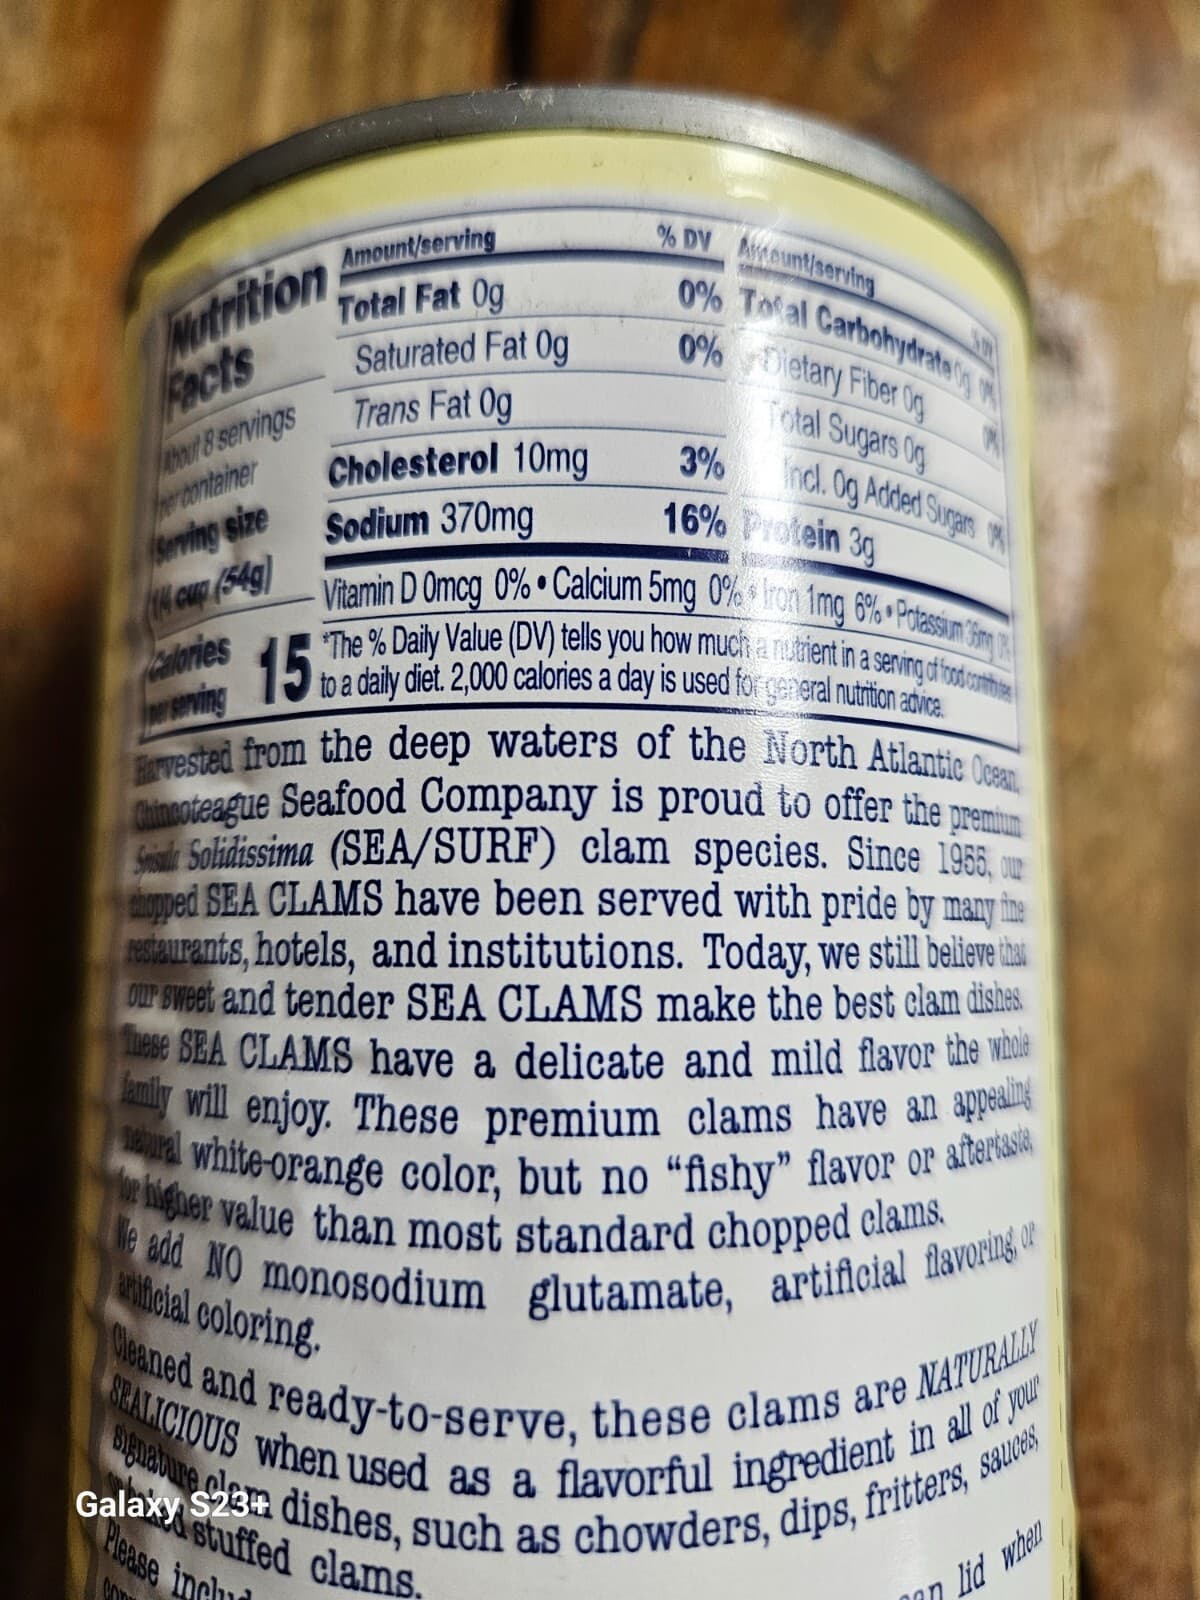 Nutrition
Facts
About 8 servings
per container
Serving size
1/4 cup (54g)
Calories
per serving
15
Amount/serving % DV
Total Fat 0g 0%
Saturated Fat 0g 0%
Trans Fat 0g
Cholesterol 10mg 3%
Sodium 370mg 16%
Amount/serving % DV
Total Carbohydrate 0g 0%
Dietary Fiber 0g 0%
Total Sugars 0g
Incl. 0g Added Sugars 0%
Protein 3g
Vitamin D 0mcg 0% • Calcium 5mg 0% • Iron 1mg 6% • Potassium 36mg 0%
*The % Daily Value (DV) tells you how much a nutrient in a serving of food contributes
to a daily diet. 2,000 calories a day is used for general nutrition advice.
Harvested from the deep waters of the North Atlantic Ocean,
Chincoteague Seafood Company is proud to offer the premium
Spisula Solidissima (SEA/SURF) clam species. Since 1955, our
chopped SEA CLAMS have been served with pride by many fine
restaurants, hotels, and institutions. Today, we still believe that
our sweet and tender SEA CLAMS make the best clam dishes.
These SEA CLAMS have a delicate and mild flavor the whole
family will enjoy. These premium clams have an appealing
natural white-orange color, but no “fishy” flavor or aftertaste,
for higher value than most standard chopped clams.
We add NO monosodium glutamate, artificial flavoring, or
artificial coloring.
Cleaned and ready-to-serve, these clams are NATURALLY
SEALICIOUS when used as a flavorful ingredient in all of your
signature clam dishes, such as chowders, dips, fritters, sauces,
stuffed clams.
Please lid when
Galaxy S23+